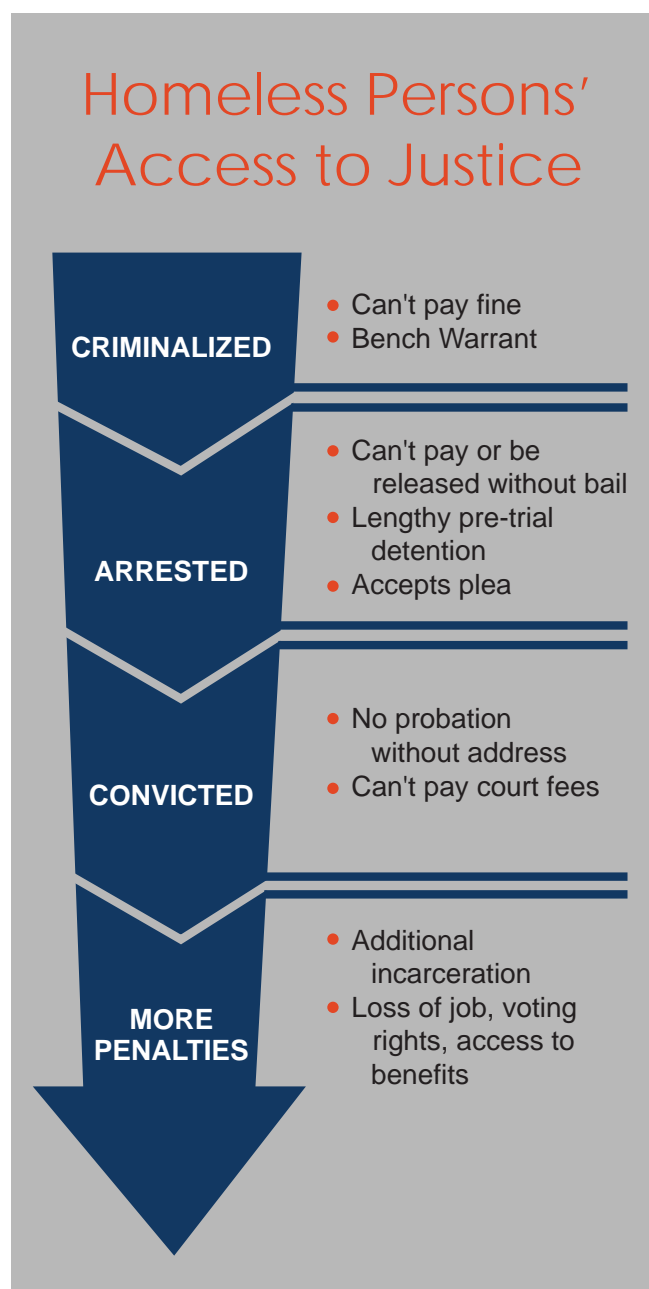 Homeless Persons’
Access to Justice
CRIMINALIZED
• Can't pay fine
• Bench Warrant
ARRESTED
• Can't pay or be
released without bail
• Lengthy pre-trial
detention
• Accepts plea
CONVICTED
• No probation
without address
• Can't pay court fees
MORE
PENALTIES
• Additional
incarceration
• Loss of job, voting
rights, access to
benefits